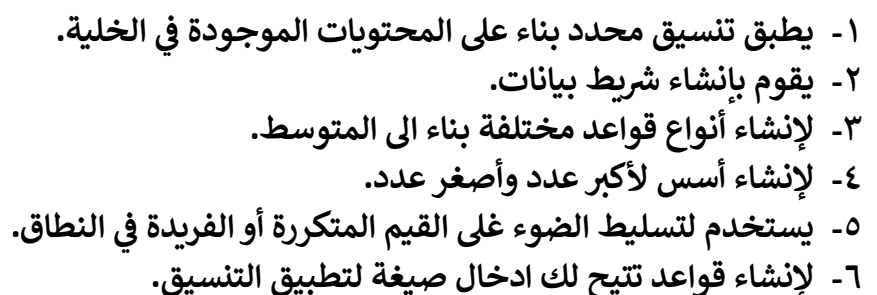 ١- يطبق تنسيق محدد بناء على المحتويات الموجودة في الخلية.
٢- يقوم بإنشاء شريط بيانات.
٣- لإنشاء أنواع قواعد مختلفة بناء الى المتوسط.
٤- لإنشاء أسس لأكبر عدد وأصغر عدد.
٥- يستخدم لتسليط الضوء غلى القيم المتكررة أو الفريدة في النطاق.
٦- لإنشاء قواعد تتيح لك ادخال صيغة لتطبيق التنسيق.